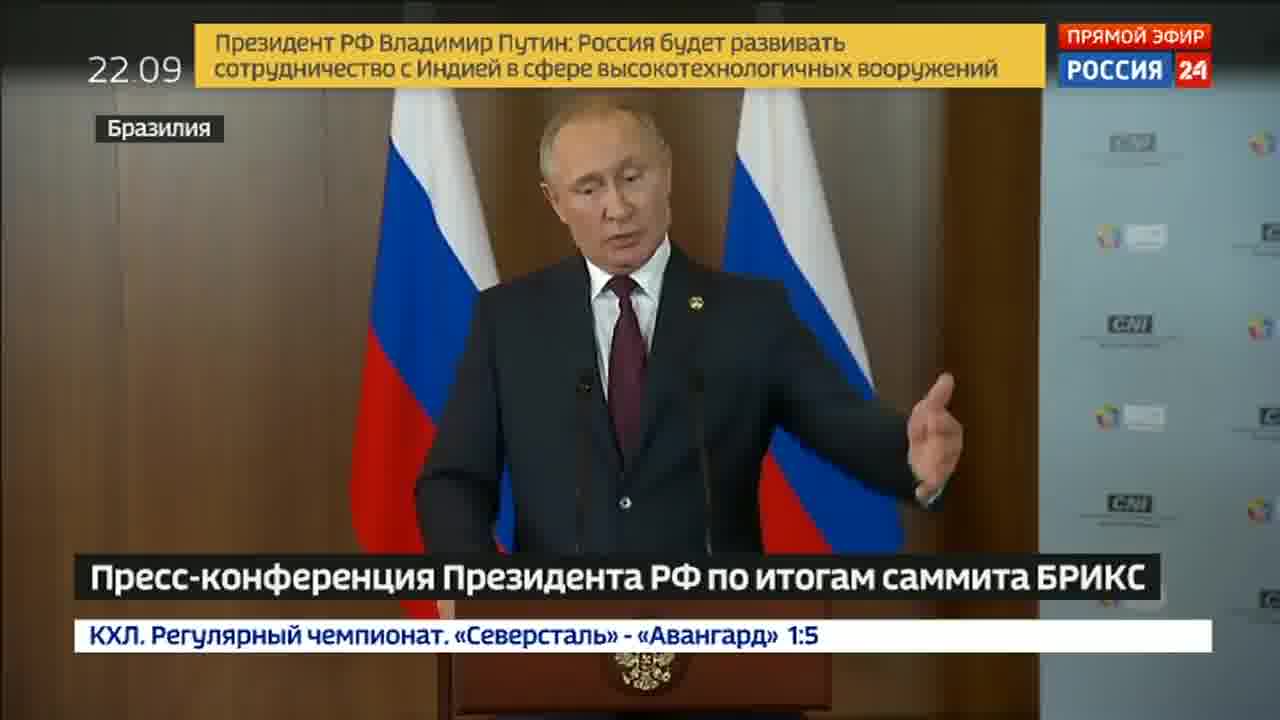 22.09
Президент РФ Владимир Путин: Россия будет развивать
сотрудничество с Индией в сфере высокотехнологичных вооружений
ПРЯМОЙ ЭФИР
РОССИЯ 24
Бразилия
CNI
CNI
CNI
Пресс-конференция Президента РФ по итогам саммита БРИКС
КХЛ. Регулярный чемпионат. «Северсталь» - «Авангард» 1:5